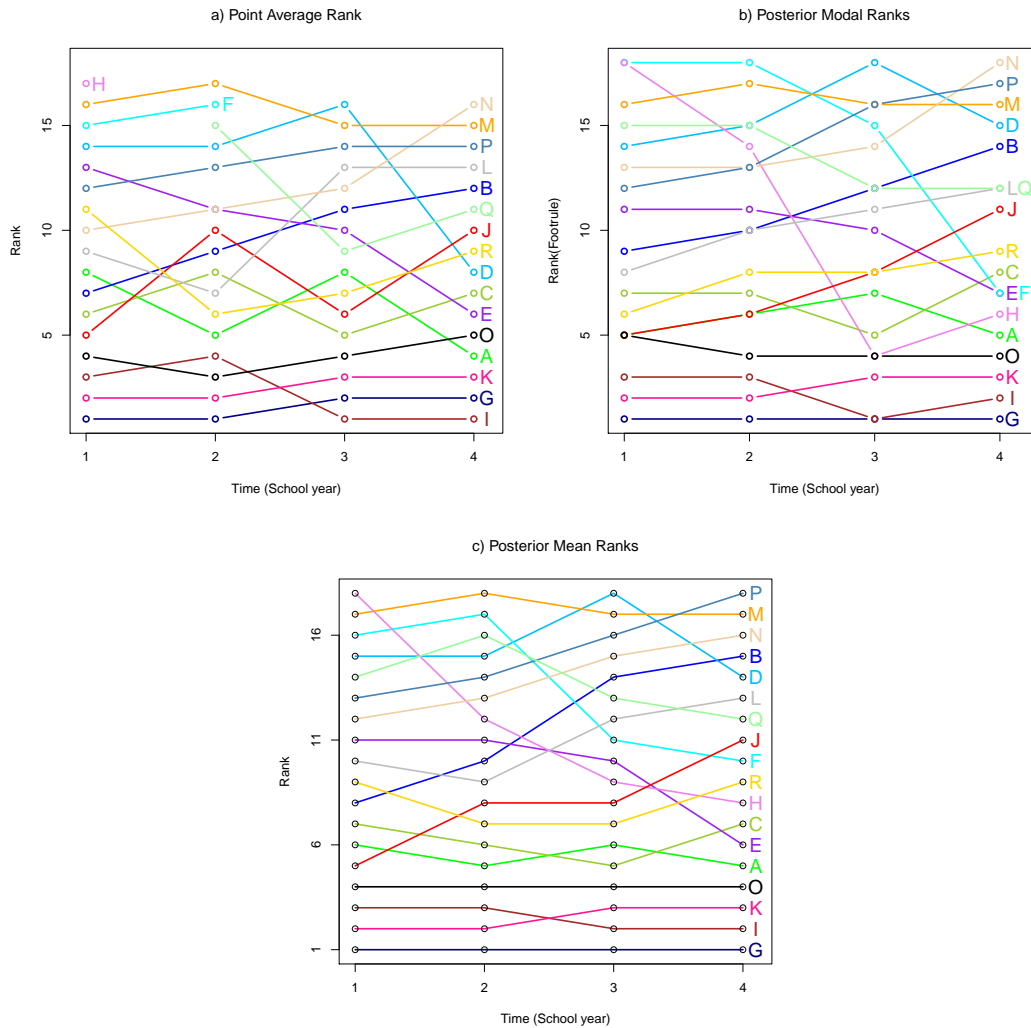 a) Point Average Rank
Rank
15
10
5
H
F
N
M
P
L
B
Q
J
R
D
C
E
O
A
K
G
I
1 2 3 4
Time (School year)
b) Posterior Modal Ranks
Rank(Footrule)
15
10
5
N
P
M
D
B
LQ
J
R
C
EF
H
A
O
K
I
G
1 2 3 4
Time (School year)
c) Posterior Mean Ranks
Rank
16
11
6
1
P
M
N
B
D
L
Q
J
F
R
H
C
E
A
O
K
I
G
1 2 3 4
Time (School year)